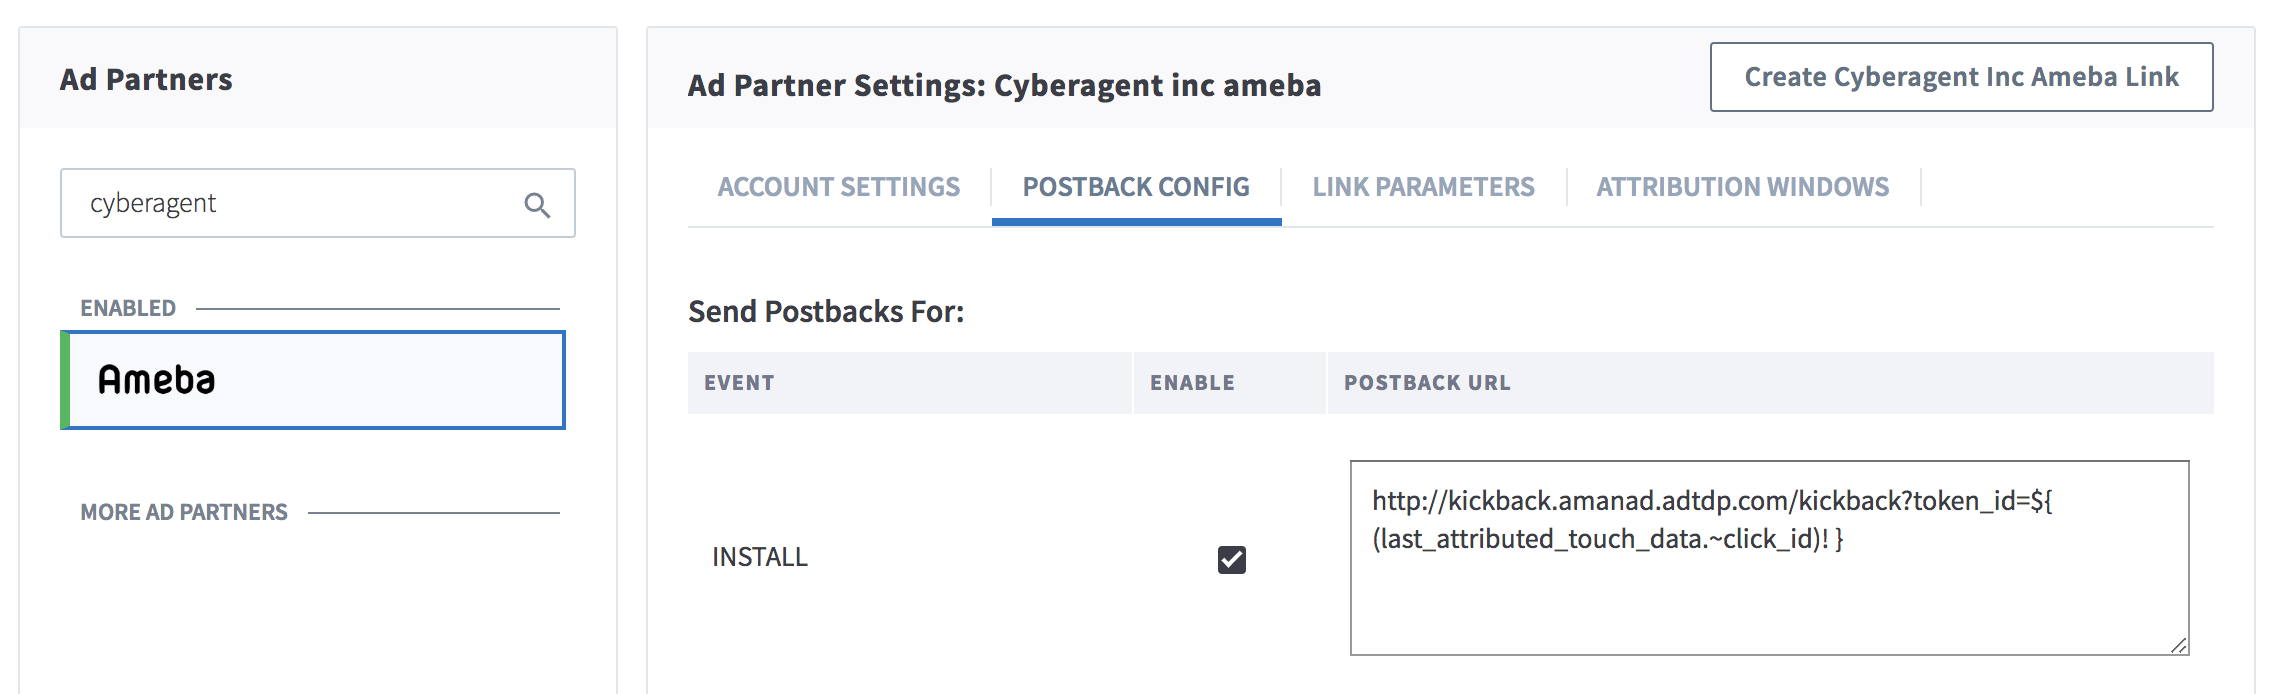 Ad Partners
cyberagent
ENABLED
Ameba
MORE AD PARTNERS
Ad Partner Settings: Cyberagent inc ameba
Create Cyberagent Inc Ameba Link
ACCOUNT SETTINGS
POSTBACK CONFIG
LINK PARAMETERS
ATTRIBUTION WINDOWS
Send Postbacks For:
EVENT
ENABLE
POSTBACK URL
INSTALL
http://kickback.amanad.adtdp.com/kickback?token_id=${
(last_attributed_touch_data.~click_id)! }